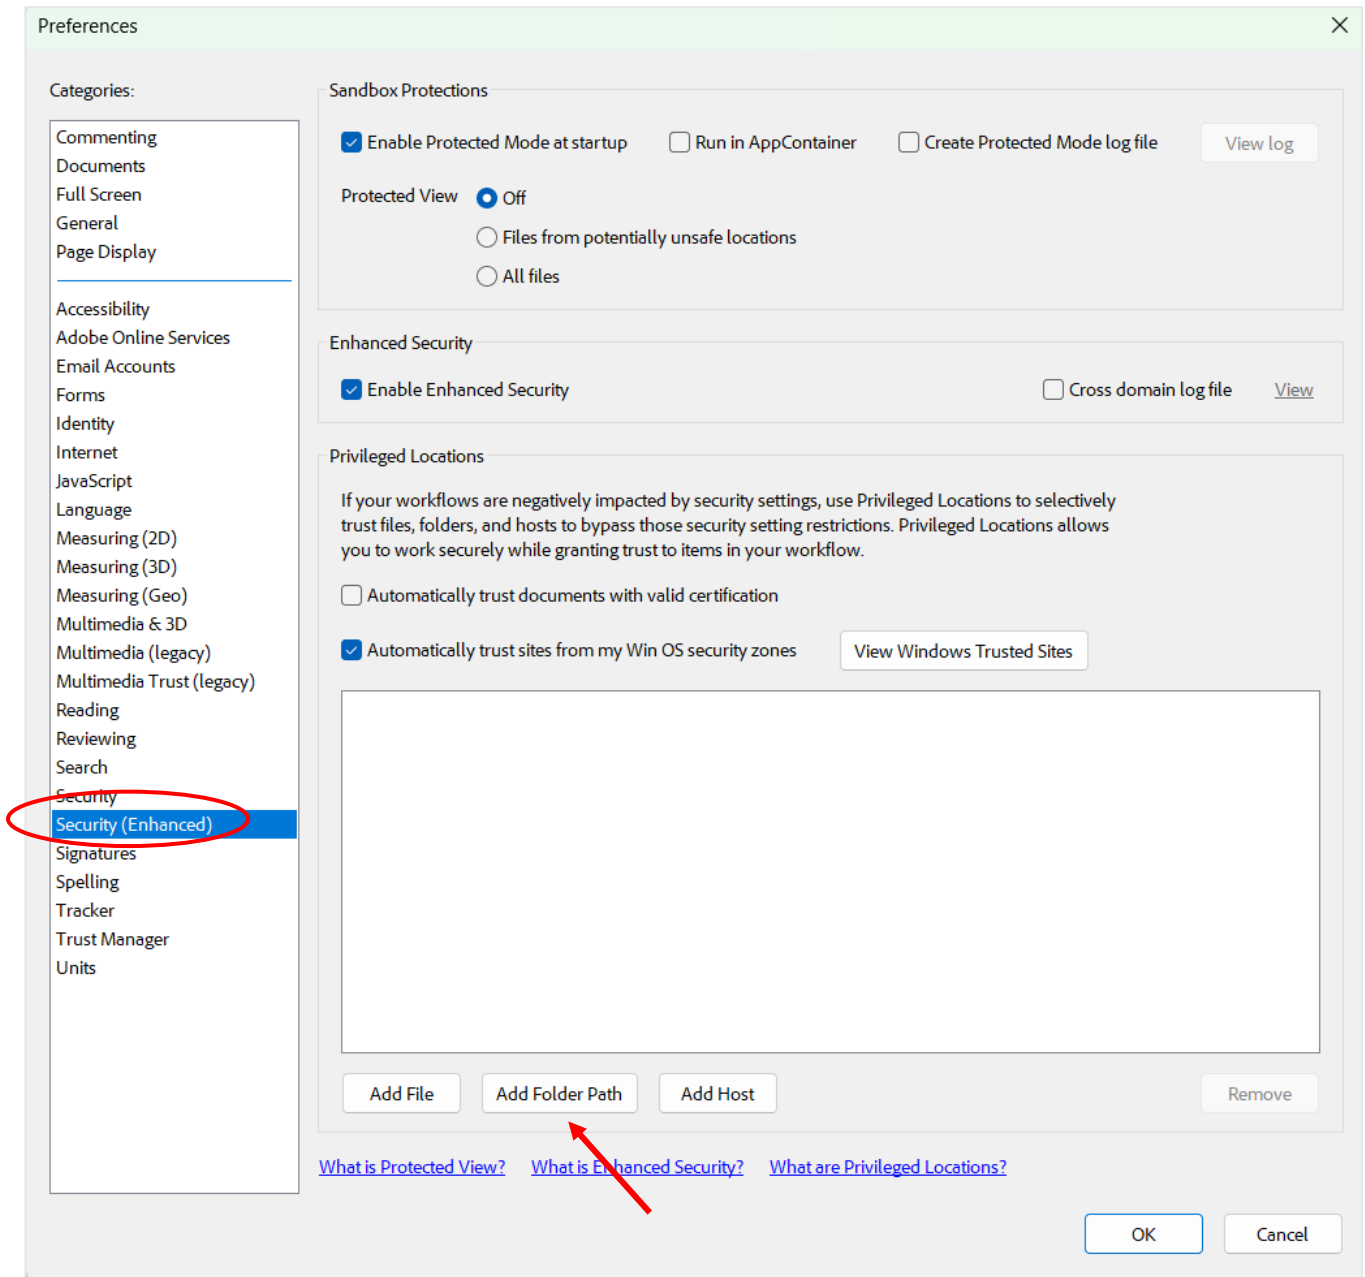 Preferences
Categories:
Commenting
Documents
Full Screen
General
Page Display
Accessibility
Adobe Online Services
Email Accounts
Forms
Identity
Internet
JavaScript
Language
Measuring (2D)
Measuring (3D)
Measuring (Geo)
Multimedia & 3D
Multimedia (legacy)
Multimedia Trust (legacy)
Reading
Reviewing
Search
Security
Security (Enhanced)
Signatures
Spelling
Tracker
Trust Manager
Units
Sandbox Protections
Enable Protected Mode at startup Run in AppContainer Create Protected Mode log file View log
Protected View Off
Files from potentially unsafe locations
All files
Enhanced Security
Enable Enhanced Security Cross domain log file View
Privileged Locations
If your workflows are negatively impacted by security settings, use Privileged Locations to selectively
trust files, folders, and hosts to bypass those security setting restrictions. Privileged Locations allows
you to work securely while granting trust to items in your workflow.
Automatically trust documents with valid certification
Automatically trust sites from my Win OS security zones View Windows Trusted Sites
Add File Add Folder Path Add Host Remove
What is Protected View? What is Enhanced Security? What are Privileged Locations?
OK Cancel